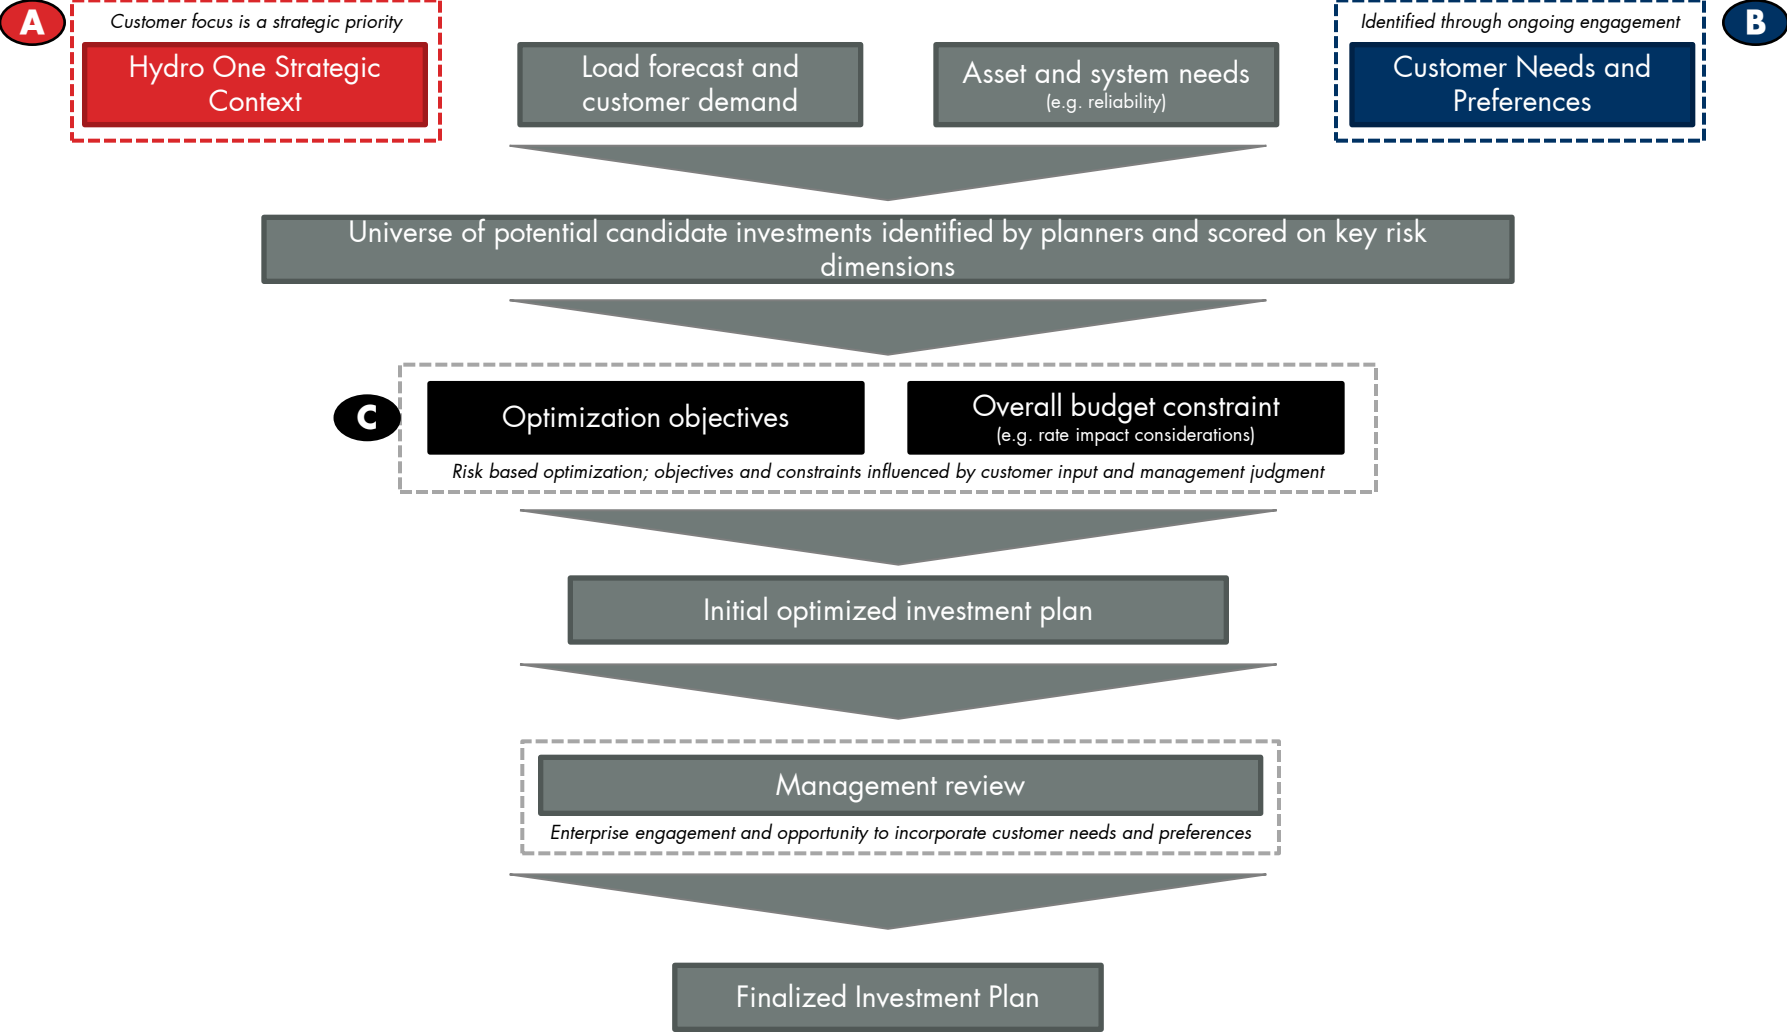 A
Customer focus is a strategic priority
Hydro One Strategic
Context
Load forecast and
customer demand
Asset and system needs
(e.g. reliability)
Identified through ongoing engagement
Customer Needs and
Preferences
B
Universe of potential candidate investments identified by planners and scored on key risk
dimensions
C
Optimization objectives
Overall budget constraint
(e.g. rate impact considerations)
Risk based optimization; objectives and constraints influenced by customer input and management judgment
Initial optimized investment plan
Management review
Enterprise engagement and opportunity to incorporate customer needs and preferences
Finalized Investment Plan